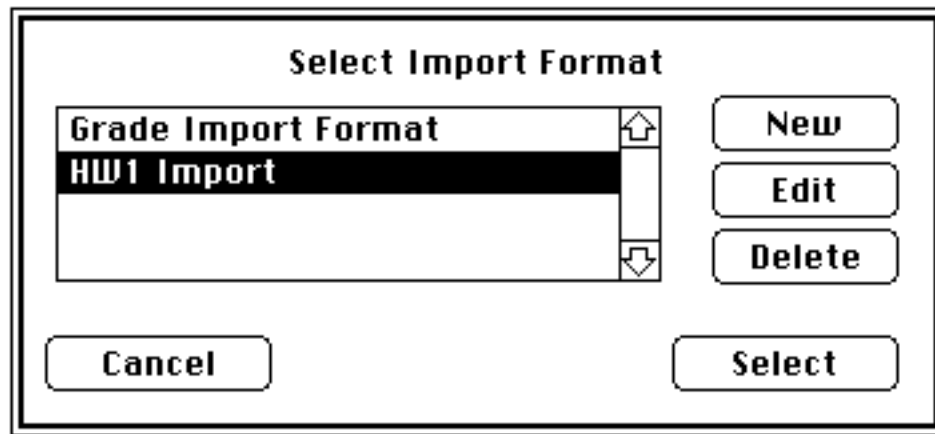 Select Import Format
Grade Import Format
HW1 Import
New
Edit
Delete
Cancel
Select